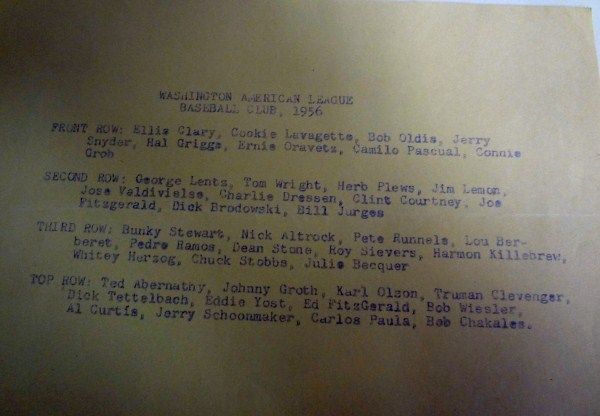 WASHINGTON AMERICAN LEAGUE
BASEBALL CLUB, 1956
FRONT ROW: Ellis Clary, Cookie Lavagetto, Bob Oldis, Jerry
Snyder, Hal Griggs, Ernie Oravetz, Camilo Pascual, Connie
Grob
SECOND ROW: George Lentz, Tom Wright, Herb Plews, Jim Lemon,
Jose Valdivielso, Charlie Dressen, Clint Courtney, Joe
Fitzgerald, Dick Brodowski, Bill Jurges
THIRD ROW: Bunky Stewart, Nick Altrock, Pete Runnels, Lou Ber-
beret, Pedro Ramos, Dean Stone, Roy Sievers, Harmon Killebrew,
Whitey Herzog, Chuck Stobbs, Julio Becquer
TOP ROW: Ted Abernathy, Johnny Groth, Karl Olson, Truman Clevenger,
Dick Tettelbach, Eddie Yost, Ed FitzGerald, Bob Wiesler,
Al Curtis, Jerry Schoonmaker, Carlos Paula, Bob Chakales.